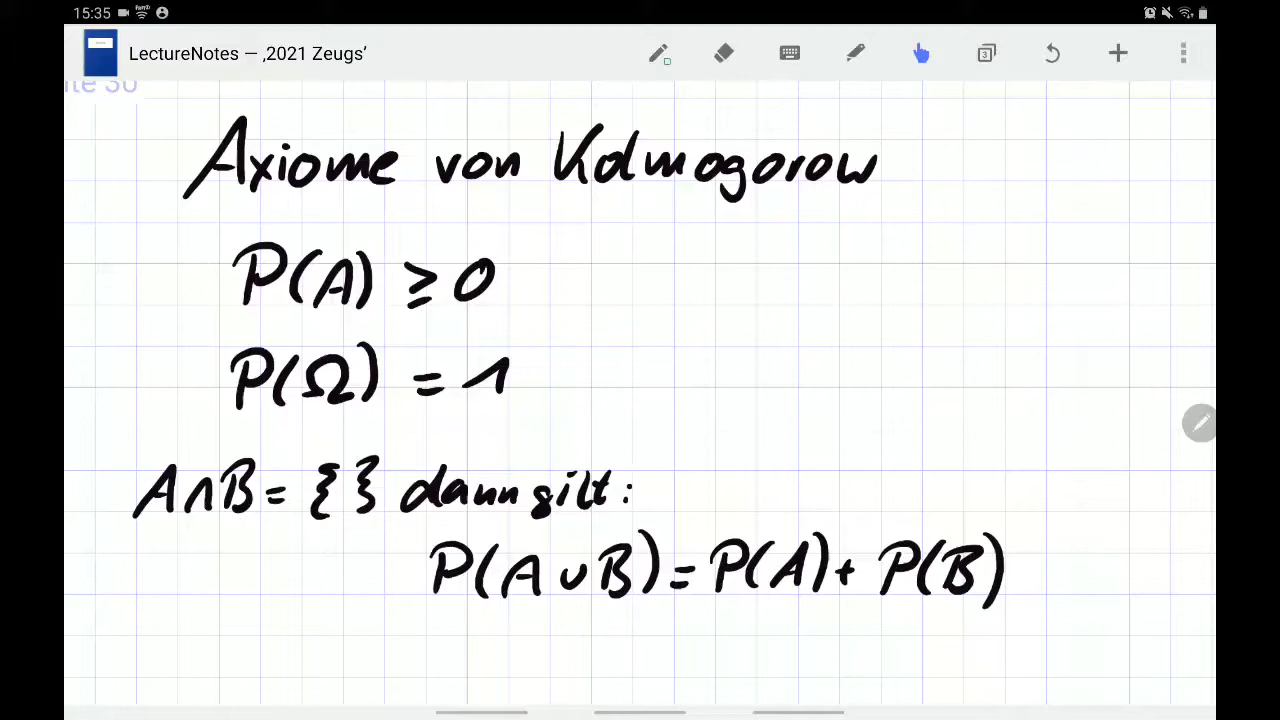 15:35
LectureNotes — ‚2021 Zeugs’
Axiome von Kolmogorow
P(A) ≥ 0
P(Ω) = 1
A∩B = { } dann gilt:
P(A∪B) = P(A) + P(B)